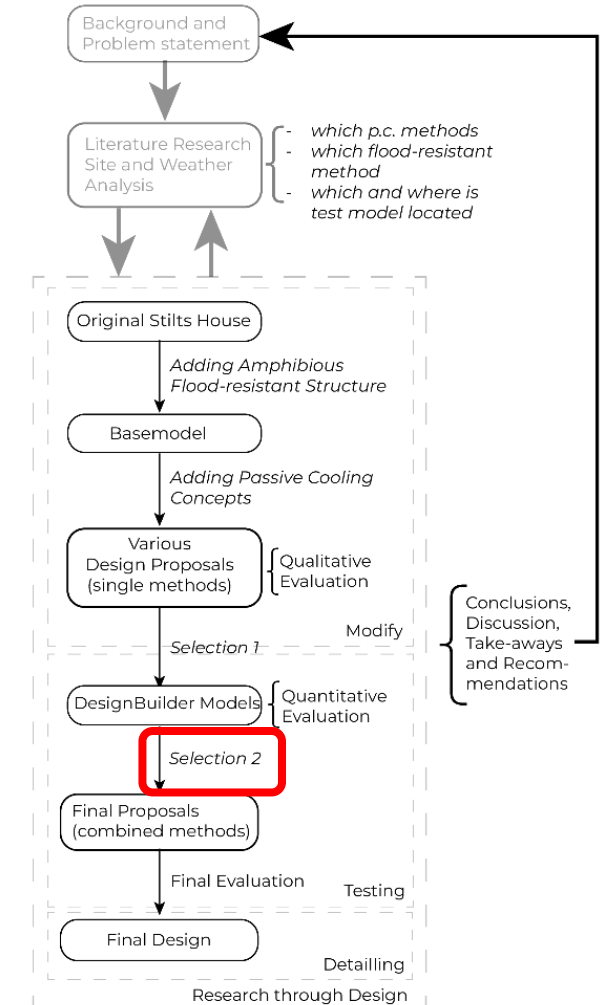 Background and
Problem statement
Literature Research
Site and Weather
Analysis
- which p.c. methods
- which flood-resistant
method
- which and where is
test model located
Original Stilts House
Adding Amphibious
Flood-resistant Structure
Basemodel
Adding Passive Cooling
Concepts
Various
Design Proposals
(single methods)
Qualitative
Evaluation
Modify
Selection 1
DesignBuilder Models
Quantitative
Evaluation
Selection 2
Final Proposals
(combined methods)
Final Evaluation
Testing
Final Design
Detailling
Research through Design
Conclusions,
Discussion,
Take-aways
and Recom-
mendations